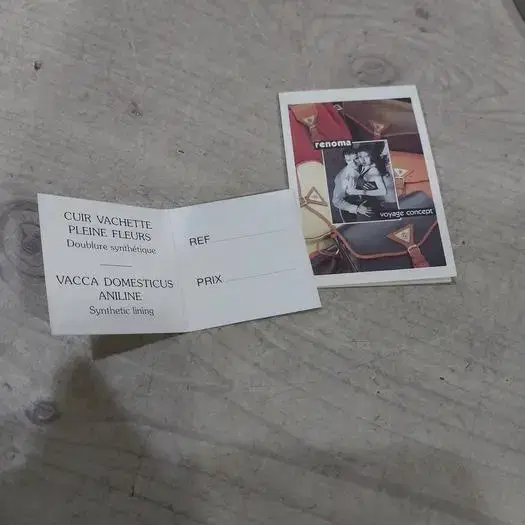 CUIR VACHETTE
PLEINE FLEURS
Doublure synthétique
VACCA DOMESTICUS
ANILINE
Synthetic lining
REF
PRIX
renoma
voyage concept